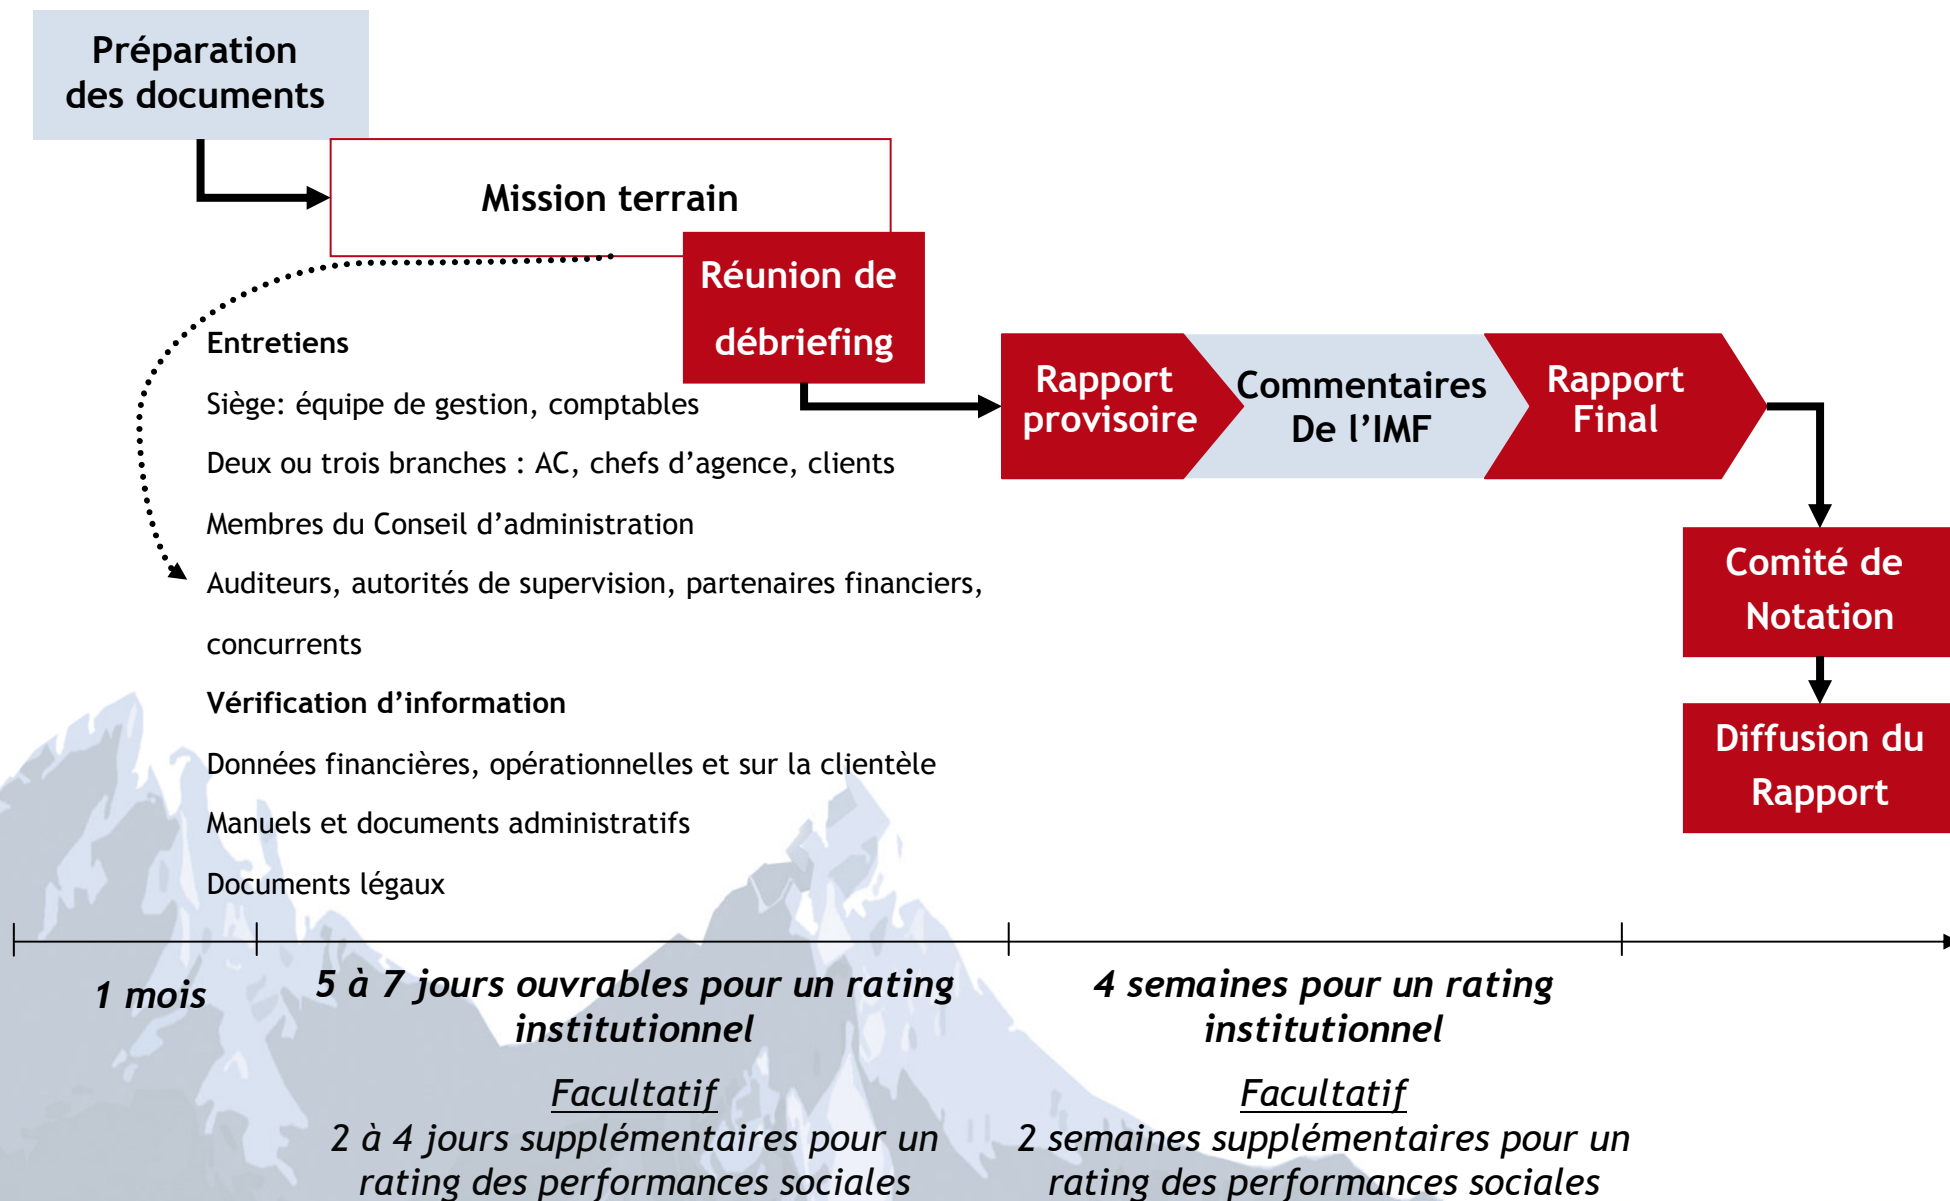 Préparation
des documents
Mission terrain
Réunion de
débriefing
Entretiens
Siège: équipe de gestion, comptables
Deux ou trois branches : AC, chefs d’agence, clients
Membres du Conseil d’administration
Auditeurs, autorités de supervision, partenaires financiers,
concurrents
Vérification d’information
Données financières, opérationnelles et sur la clientèle
Manuels et documents administratifs
Documents légaux
Rapport
provisoire
Commentaires
De l’IMF
Rapport
Final
Comité de
Notation
Diffusion du
Rapport
1 mois
5 à 7 jours ouvrables pour un rating
institutionnel
Facultatif
2 à 4 jours supplémentaires pour un
rating des performances sociales
4 semaines pour un rating
institutionnel
Facultatif
2 semaines supplémentaires pour un
rating des performances sociales